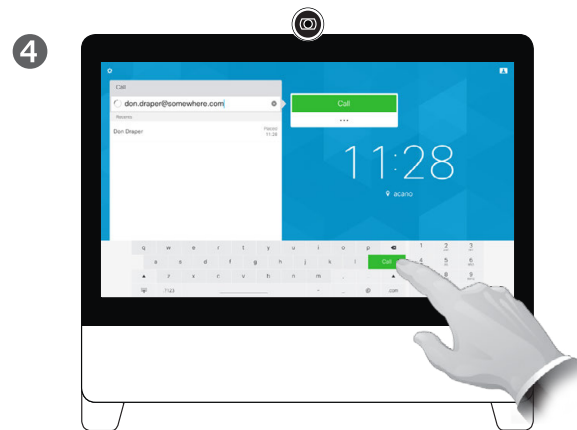 4
Call
don.draper@somewhere.com
Call
...
Recents
Don Draper
Placed
11:28
11:28
acano
q w e r t y u i o p 1 2 3
a s d f g h j k l Call 4 5 6
z x c v b n m . 8 9
.?123 - _ @ .com